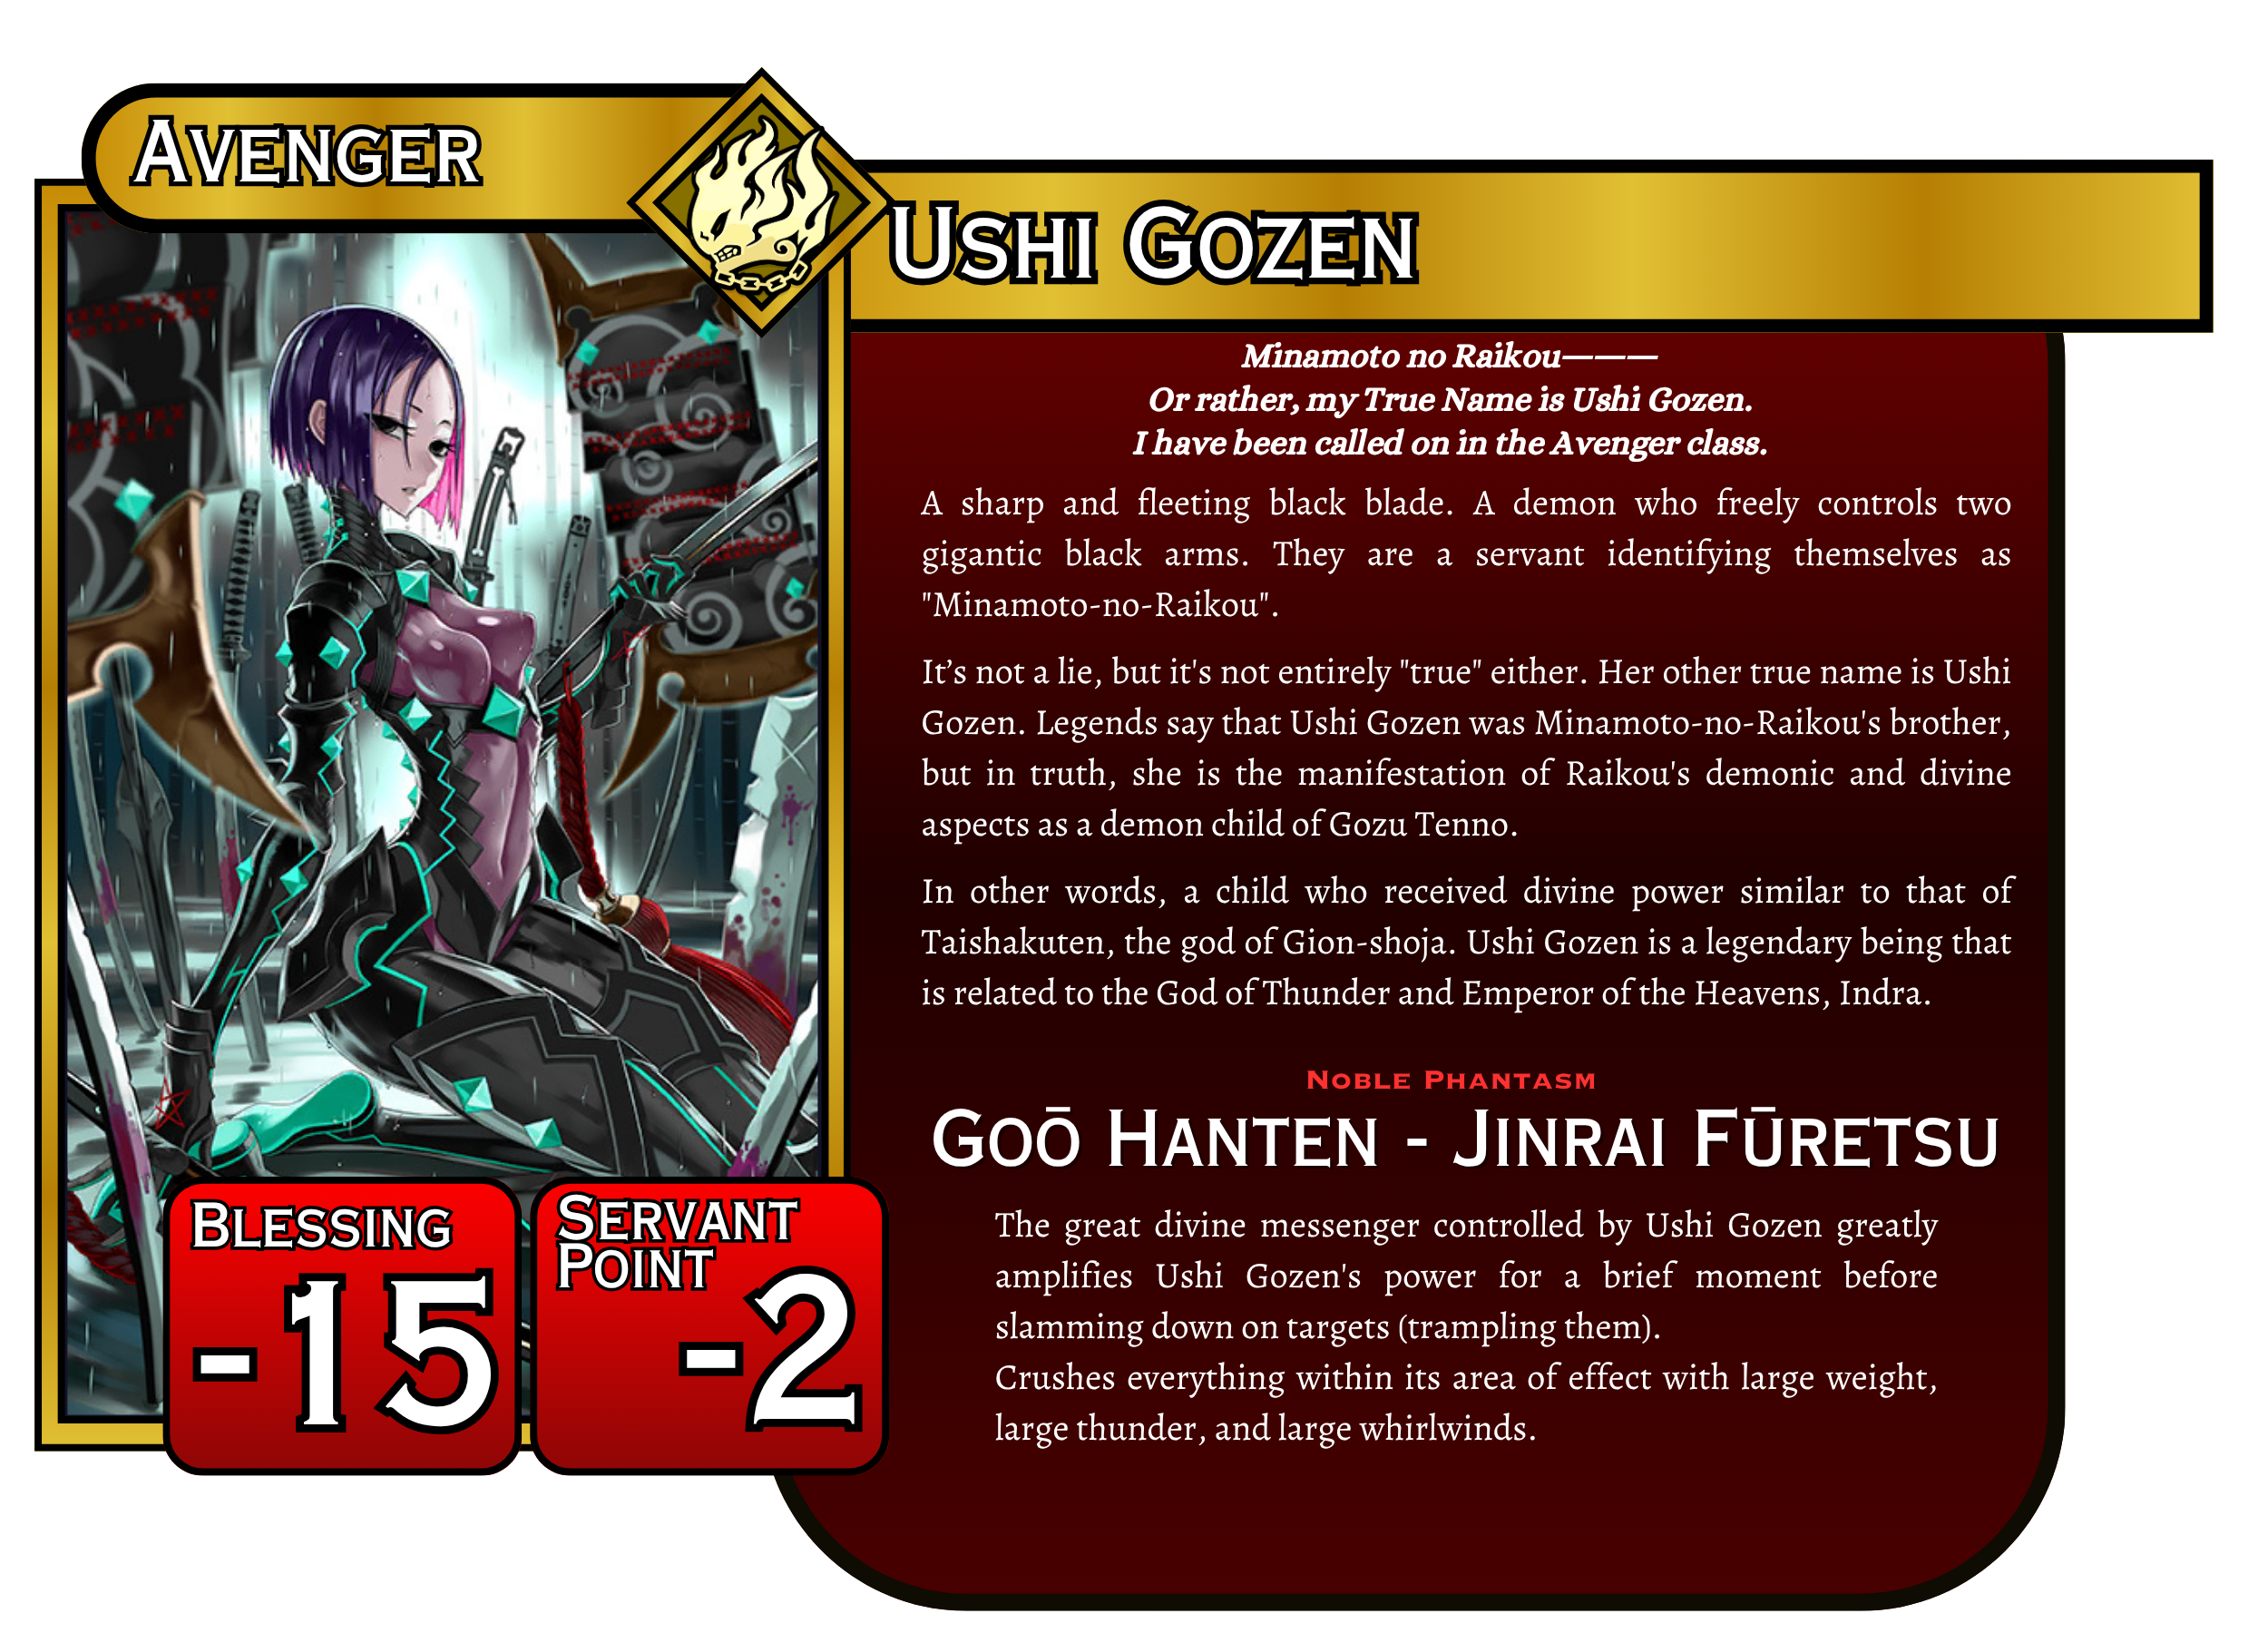 AVENGER
USHI GOZEN
Minamoto no Raikou———
Or rather, my True Name is Ushi Gozen.
I have been called on in the Avenger class.
A sharp and fleeting black blade. A demon who freely controls two
gigantic black arms. They are a servant identifying themselves as
"Minamoto-no-Raikou".
It’s not a lie, but it's not entirely "true" either. Her other true name is Ushi
Gozen. Legends say that Ushi Gozen was Minamoto-no-Raikou's brother,
but in truth, she is the manifestation of Raikou's demonic and divine
aspects as a demon child of Gozu Tenno.
In other words, a child who received divine power similar to that of
Taishakuten, the god of Gion-shoja. Ushi Gozen is a legendary being that
is related to the God of Thunder and Emperor of the Heavens, Indra.
NOBLE PHANTASM
GOŌ HANTEN - JINRAI FŪRETSU
The great divine messenger controlled by Ushi Gozen greatly
amplifies Ushi Gozen's power for a brief moment before
slamming down on targets (trampling them).
Crushes everything within its area of effect with large weight,
large thunder, and large whirlwinds.
BLESSING
-15
SERVANT
POINT
-2